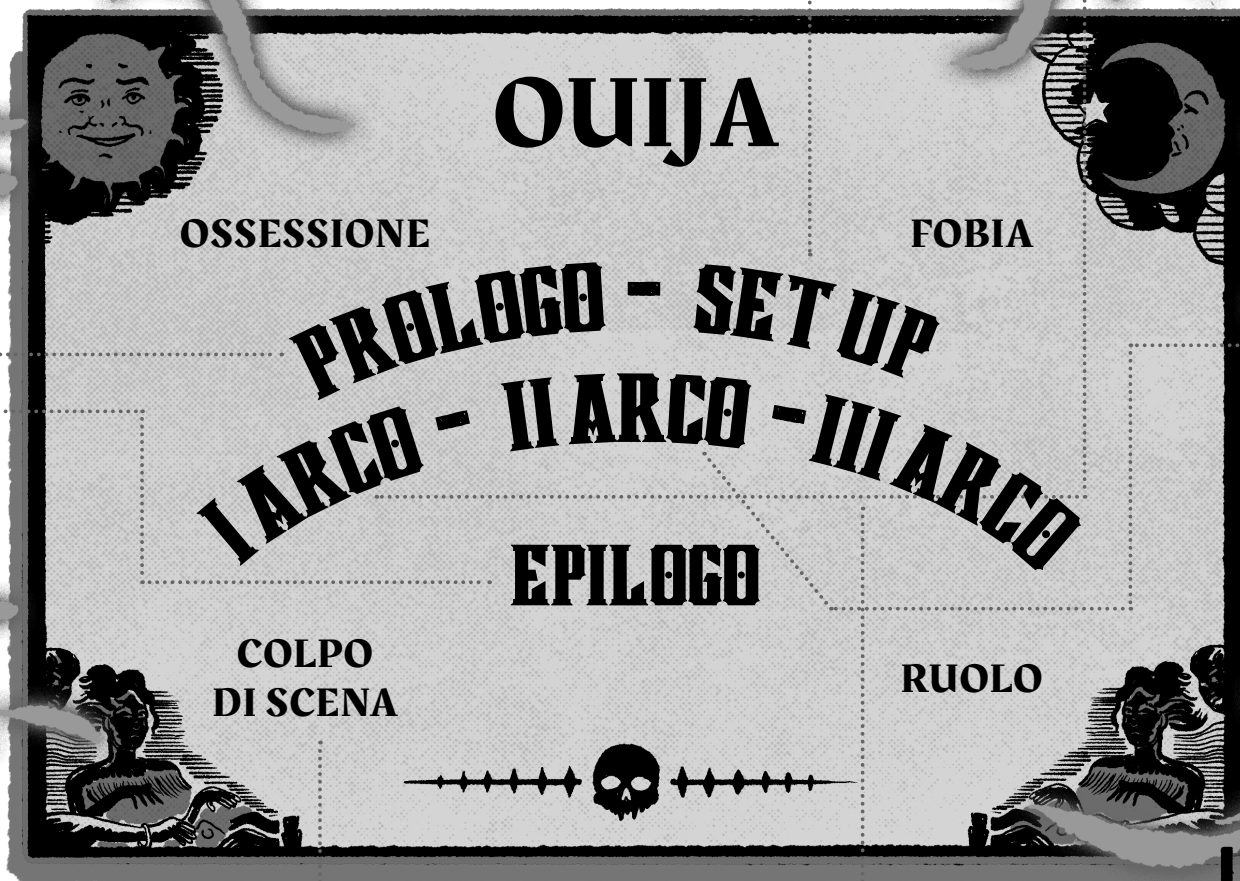 OUIJA
OSSESSIONE
FOBIA
PROLOGO - SET UP
I ARCO - II ARCO - III ARCO
EPILOGO
COLPO
DI SCENA
RUOLO